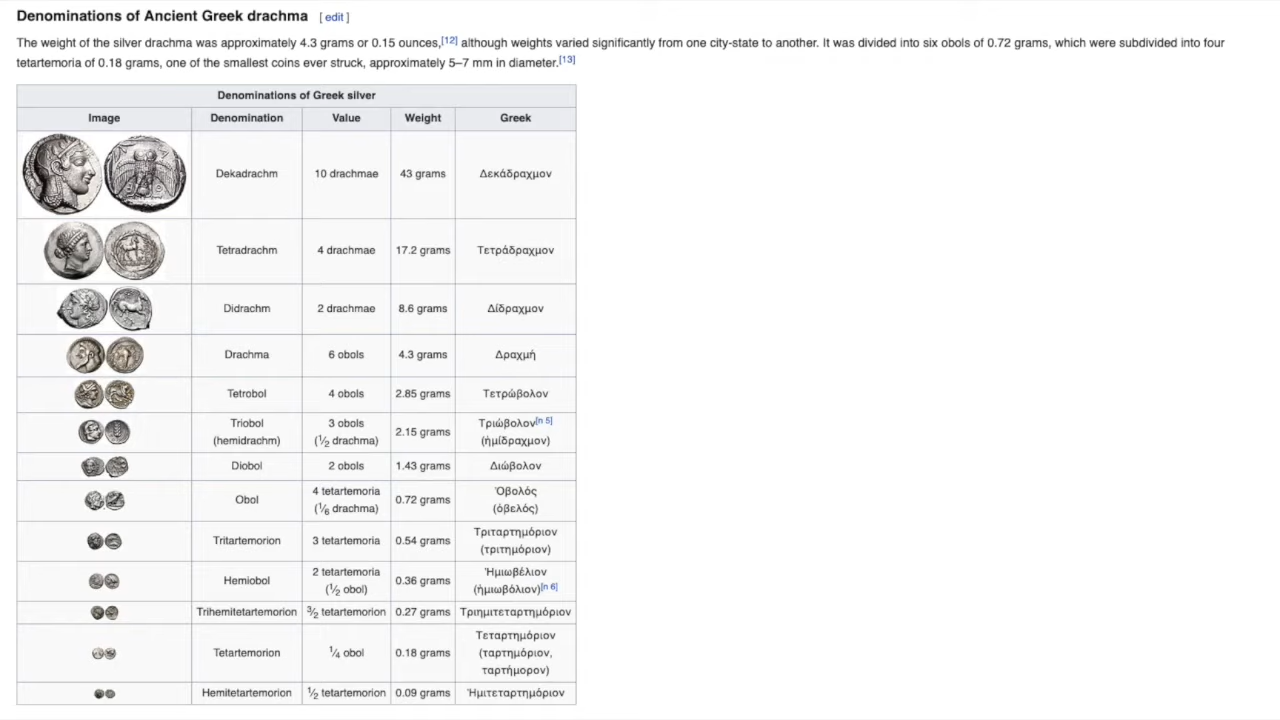 Denominations of Ancient Greek drachma [ edit ]
The weight of the silver drachma was approximately 4.3 grams or 0.15 ounces,[12] although weights varied significantly from one city-state to another. It was divided into six obols of 0.72 grams, which were subdivided into four
tetartemoria of 0.18 grams, one of the smallest coins ever struck, approximately 5–7 mm in diameter.[13]
Denominations of Greek silver
Image Denomination Value Weight Greek
Dekadrachm 10 drachmae 43 grams Δεκάδραχμον
Tetradrachm 4 drachmae 17.2 grams Τετράδραχμον
Didrachm 2 drachmae 8.6 grams Δίδραχμον
Drachma 6 obols 4.3 grams Δραχμή
Tetrobol 4 obols 2.85 grams Τετρώβολον
Triobol 3 obols 2.15 grams Τριώβολον[n 5]
(hemidrachm) (1⁄2 drachma) (ἡμίδραχμον)
Diobol 2 obols 1.43 grams Διώβολον
Obol 4 tetartemoria 0.72 grams Ὀβολός
(1⁄6 drachma) (ὀβελός)
Tritartemorion 3 tetartemoria 0.54 grams Τριταρτημόριον
(τριτημόριον)
Hemiobol 2 tetartemoria 0.36 grams Ἡμιωβέλιον
(1⁄2 obol) (ἡμιωβόλιον)[n 6]
Trihemitetartemorion 3⁄2 tetartemorion 0.27 grams Τριημιτεταρτημόριον
Tetartemorion 1⁄4 obol 0.18 grams Τεταρτημόριον
(ταρτημόριον,
ταρτήμορον)
Hemitetartemorion 1⁄2 tetartemorion 0.09 grams Ἡμιτεταρτημόριον